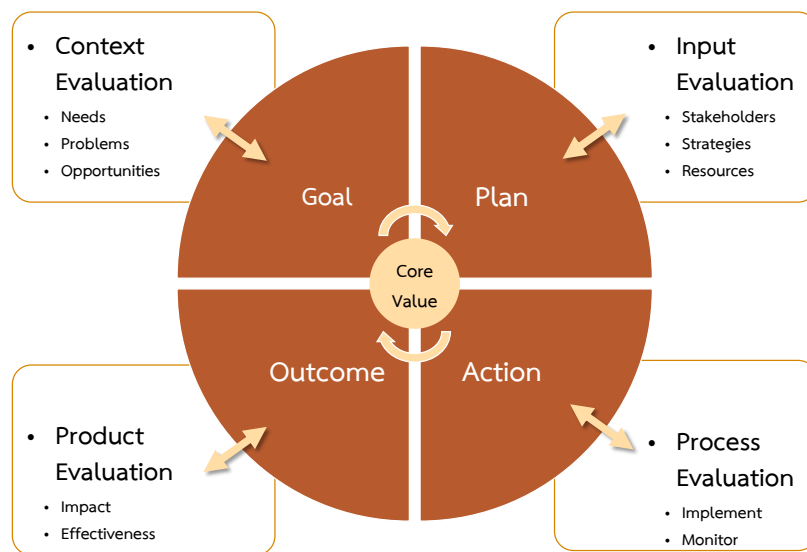 • Context
Evaluation
• Needs
• Problems
• Opportunities
• Input
Evaluation
• Stakeholders
• Strategies
• Resources
Goal
Plan
Core
Value
Outcome
Action
• Product
Evaluation
• Impact
• Effectiveness
• Process
Evaluation
• Implement
• Monitor